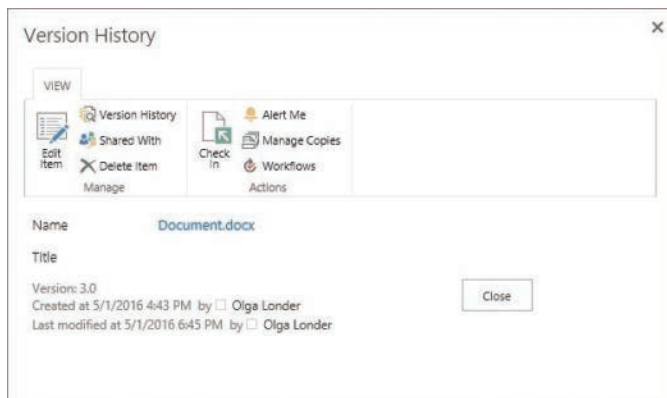 Version History
VIEW
Version History
Shared With
Delete Item
Edit
Item
Manage
Alert Me
Manage Copies
Workflows
Check
In
Actions
Name Document.docx
Title
Version: 3.0
Created at 5/1/2016 4:43 PM by Olga Londer
Last modified at 5/1/2016 6:45 PM by Olga Londer
Close